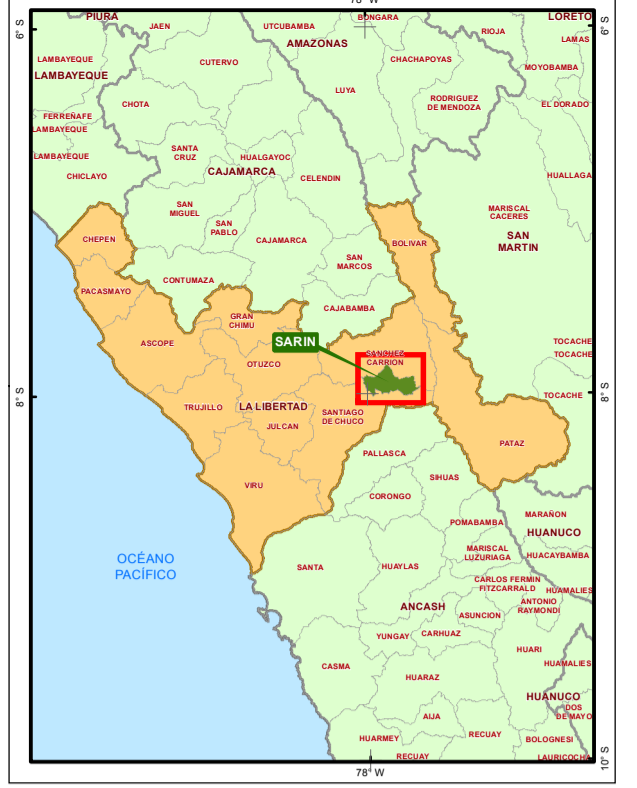 78° W
PIURA
BONGARA
LORETO
6° S
6° S
JAEN
UTCUBAMBA
RIOJA
AMAZONAS
LAMAS
LAMBAYEQUE
CUTERVO
CHACHAPOYAS
MOYOBAMBA
LAMBAYEQUE
LUYA
CHOTA
RODRIGUEZ
DE MENDOZA
EL DORADO
FERREÑAFE
LAMBAYEQUE
SANTA
CRUZ
HUALGAYOC
LAMBAYEQUE
CAJAMARCA
CELENDIN
CHICLAYO
HUALLAGA
SAN
MIGUEL
MARISCAL
CACERES
SAN
PABLO
SAN
MARTIN
CHEPEN
CAJAMARCA
BOLIVAR
SAN
MARCOS
CONTUMAZA
PACASMAYO
CAJABAMBA
GRAN
CHIMU
ASCOPE
SARIN
TOCACHE
TOCACHE
SANCHEZ
CARRION
OTUZCO
8° S
8° S
TOCACHE
TRUJILLO
LA LIBERTAD
SANTIAGO
DE CHUCO
JULCAN
PATAZ
PALLASCA
VIRU
SIHUAS
CORONGO
MARAÑON
POMABAMBA
HUANUCO
OCÉANO
PACÍFICO
MARISCAL
LUZURIAGA
HUACAYBAMBA
SANTA
HUAYLAS
CARLOS FERMIN
FITZCARRALD
HUAMALIES
ANCASH
ANTONIO
RAYMONDI
ASUNCION
YUNGAY
CARHUAZ
HUARI
CASMA
HUAMALIES
HUARAZ
HUANUCO
DOS
DE MAYO
AIJA
HUARMEY
RECUAY
BOLOGNESI
RECUAY
LAURICOCHA
10° S
78° W